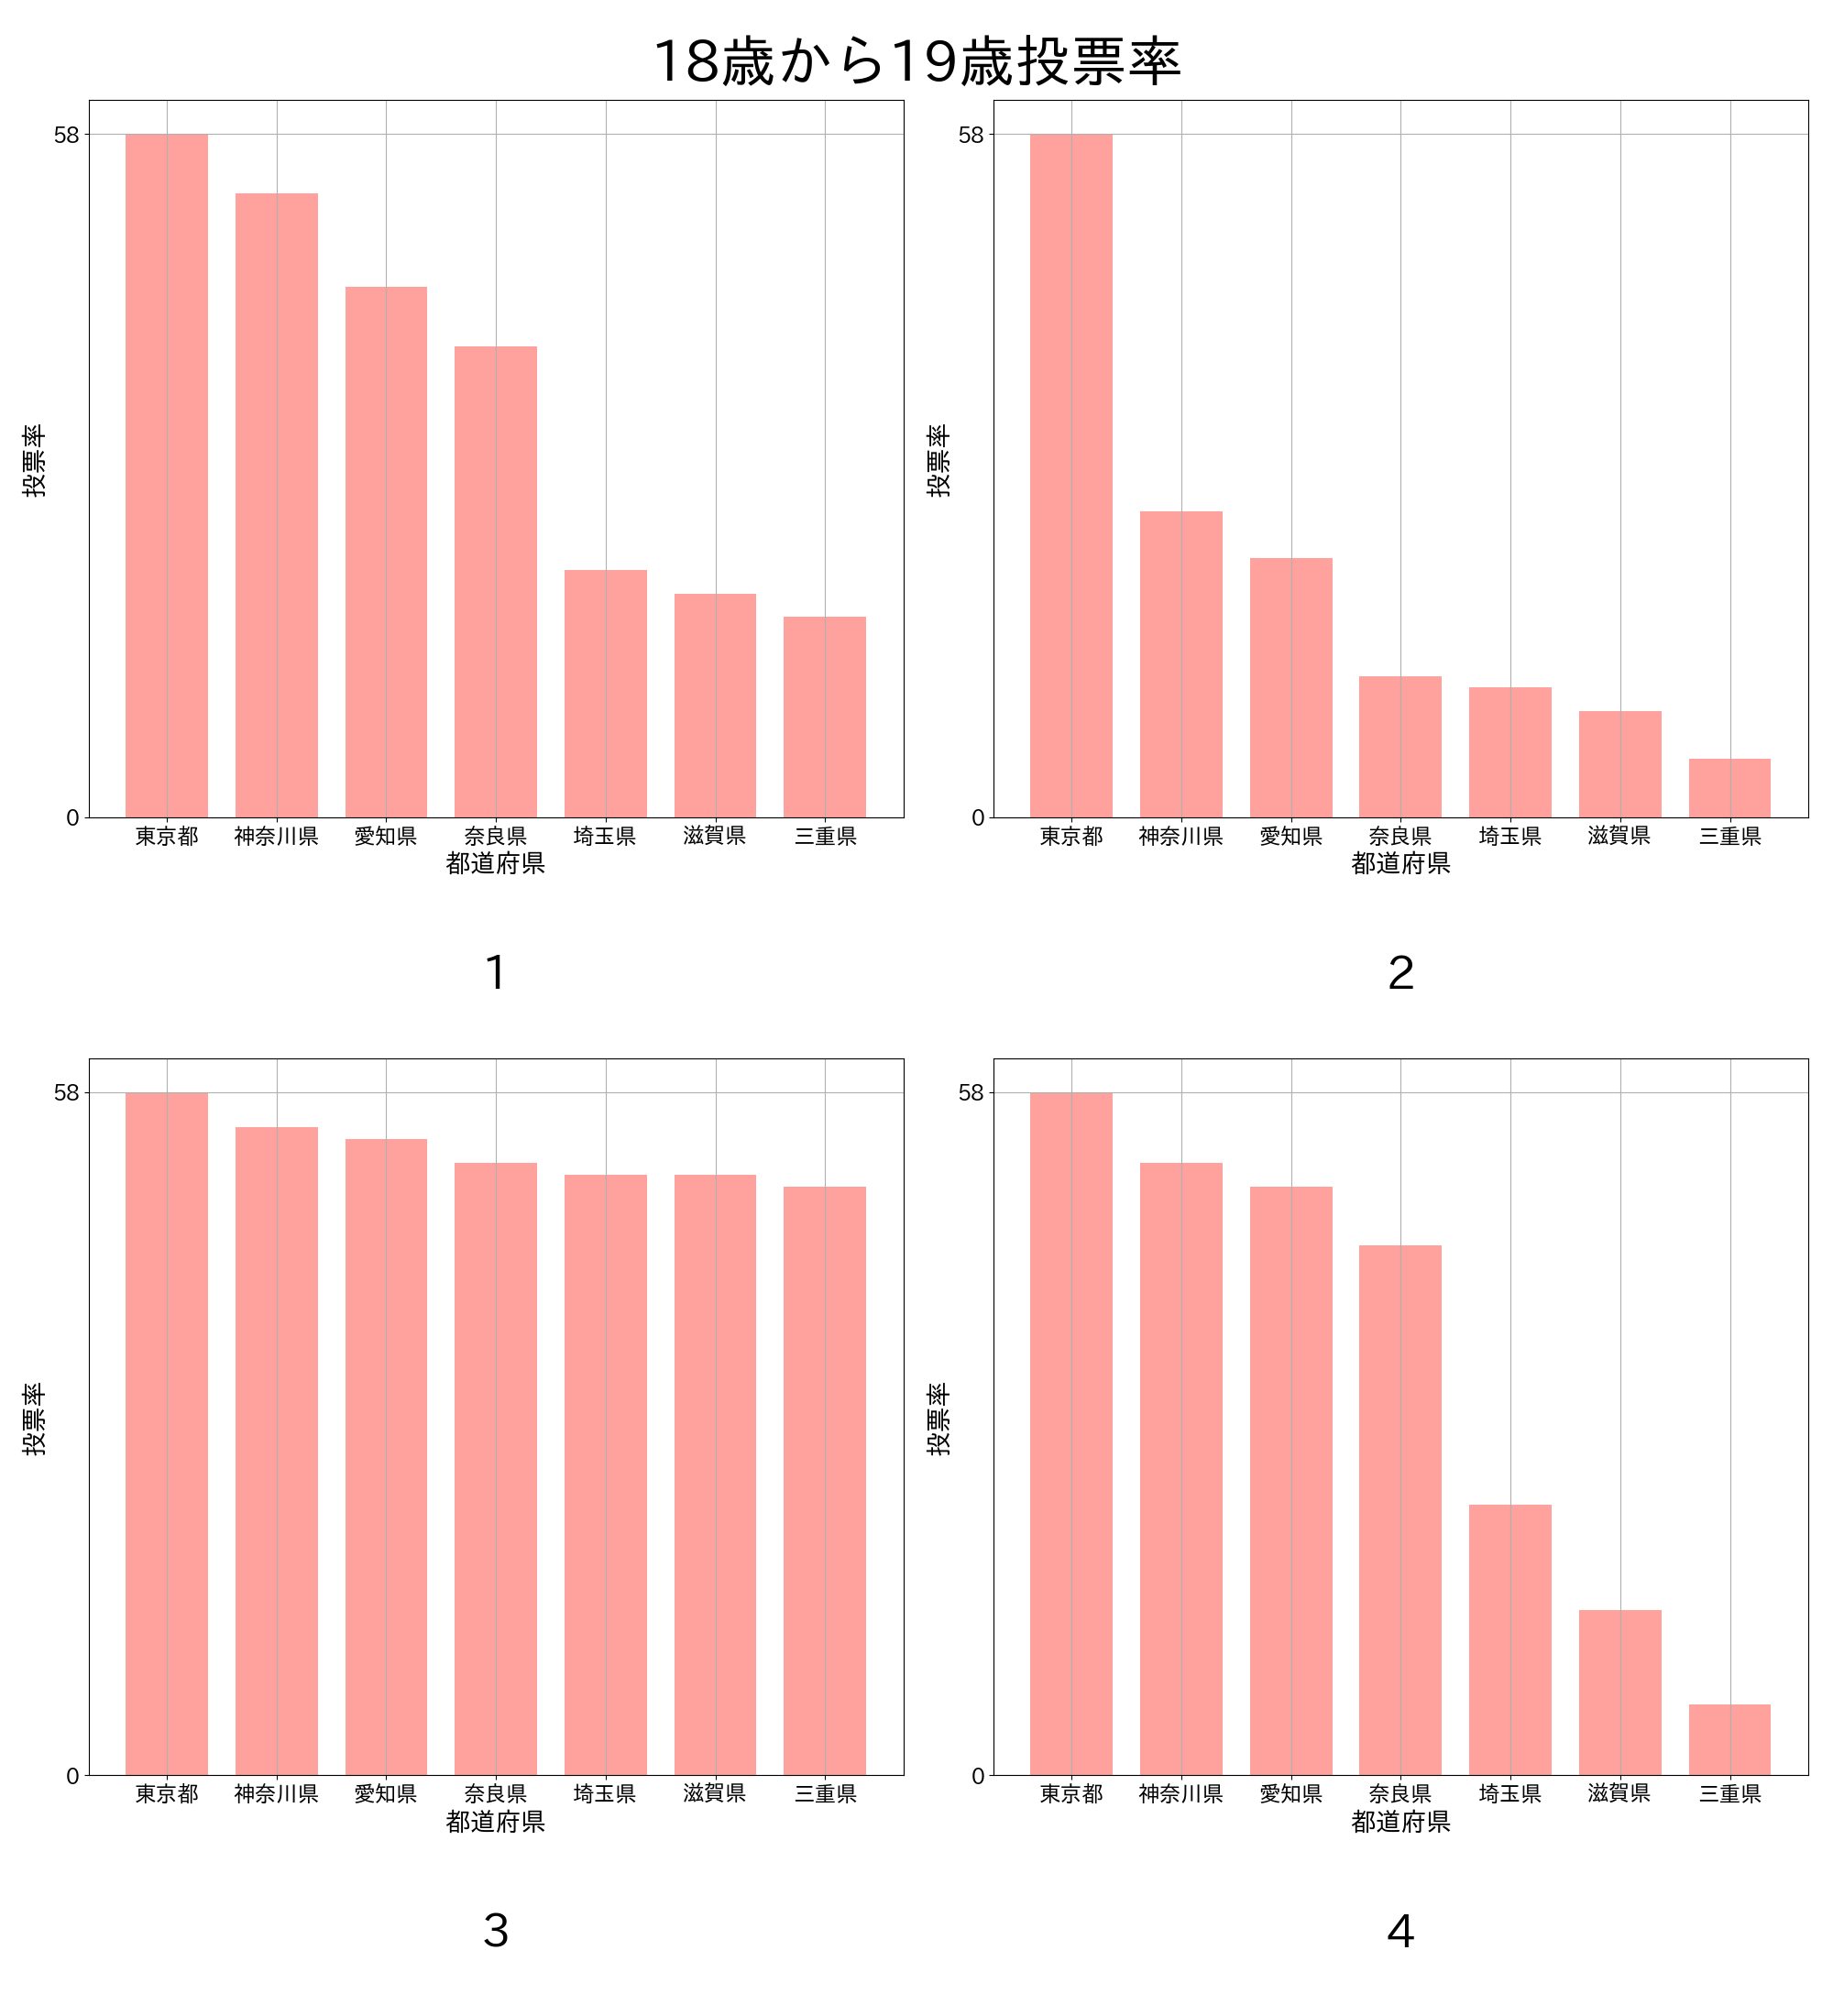 18歳から19歳投票率
58
0
投票率
東京都 神奈川県 愛知県 奈良県 埼玉県 滋賀県 三重県
都道府県
1
58
0
投票率
東京都 神奈川県 愛知県 奈良県 埼玉県 滋賀県 三重県
都道府県
2
58
0
投票率
東京都 神奈川県 愛知県 奈良県 埼玉県 滋賀県 三重県
都道府県
3
58
0
投票率
東京都 神奈川県 愛知県 奈良県 埼玉県 滋賀県 三重県
都道府県
4